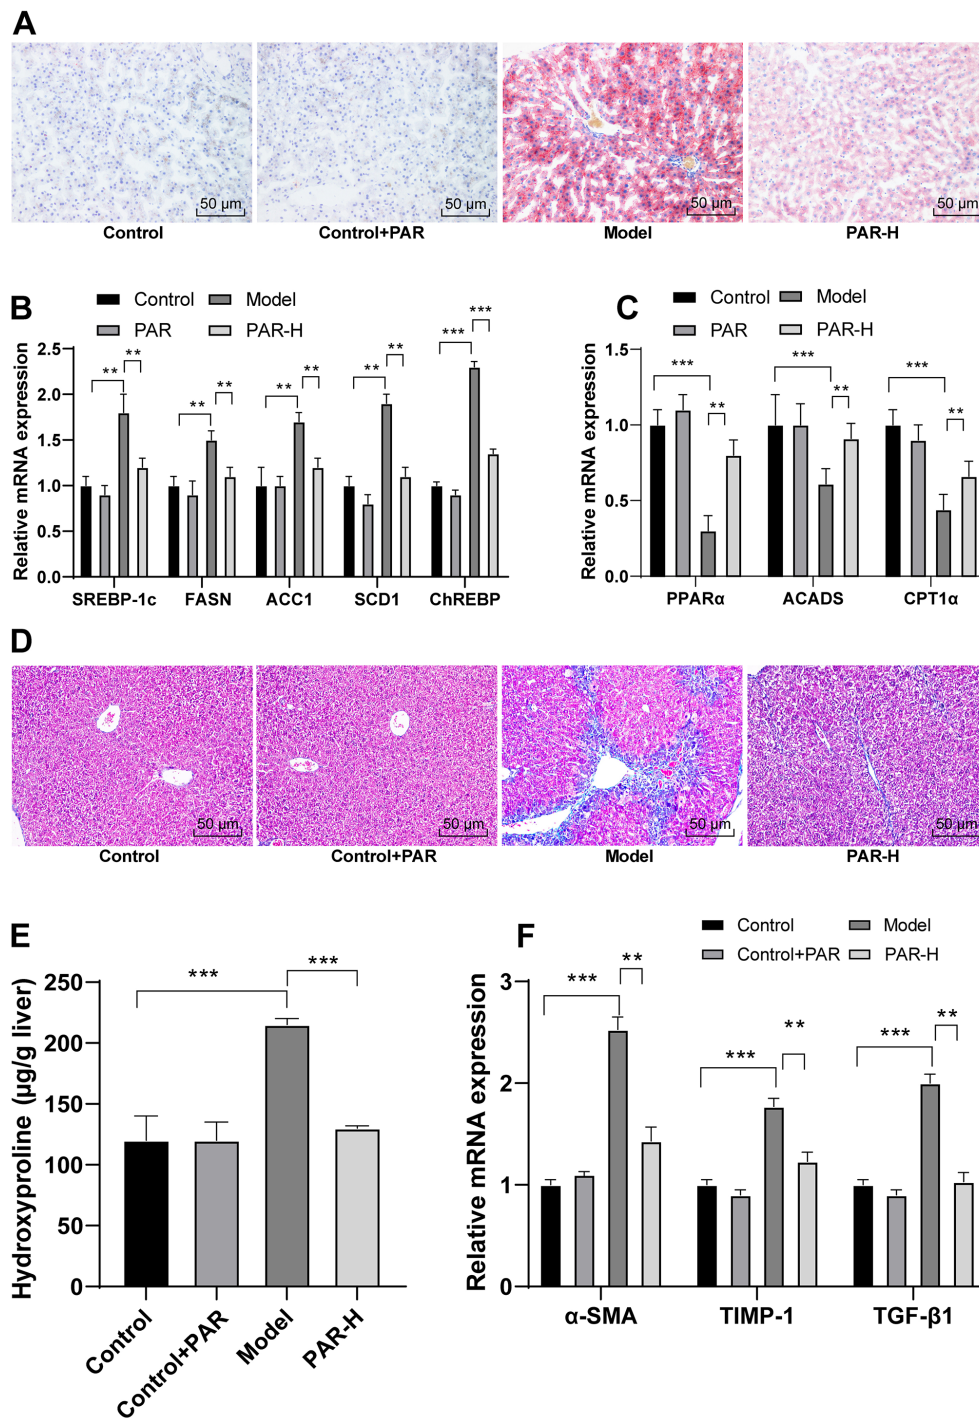 A
50 µm 50 µm 50 µm 50 µm
Control Control+PAR Model PAR-H
B
Control Model
PAR PAR-H
Relative mRNA expression
2.5
2.0
1.5
1.0
0.5
0.0
** ** ** ** ** ** ** ** *** ***
SREBP-1c FASN ACC1 SCD1 ChREBP
C
Control Model
PAR PAR-H
Relative mRNA expression
1.5
1.0
0.5
0.0
*** ** *** ** *** **
PPARα ACADS CPT1α
D
50 µm 50 µm 50 µm 50 µm
Control Control+PAR Model PAR-H
E
Hydroxyproline (µg/g liver)
250
200
150
100
50
0
*** ***
Control Control+PAR Model PAR-H
F
Control Model
Control+PAR PAR-H
Relative mRNA expression
3
2
1
0
*** ** *** ** *** **
α-SMA TIMP-1 TGF-β1